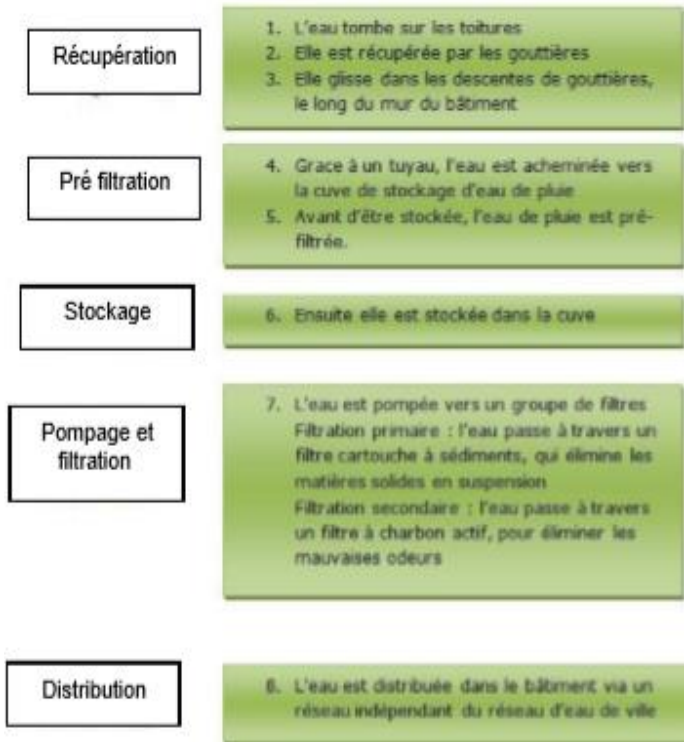 Récupération
1. L'eau tombe sur les toitures
2. Elle est récupérée par les gouttières
3. Elle glisse dans les descentes de gouttières,
le long du mur du bâtiment
Pré filtration
4. Grace à un tuyau, l'eau est acheminée vers
la cuve de stockage d'eau de pluie
5. Avant d'être stockée, l'eau de pluie est pré-
filtrée.
Stockage
6. Ensuite elle est stockée dans la cuve
Pompage et
filtration
7. L'eau est pompée vers un groupe de filtres
Filtration primaire : l'eau passe à travers un
filtre cartouche à sédiments, qui élimine les
matières solides en suspension
Filtration secondaire : l'eau passe à travers
un filtre à charbon actif, pour éliminer les
mauvaises odeurs
Distribution
8. L'eau est distribuée dans le bâtiment via un
réseau indépendant du réseau d'eau de ville